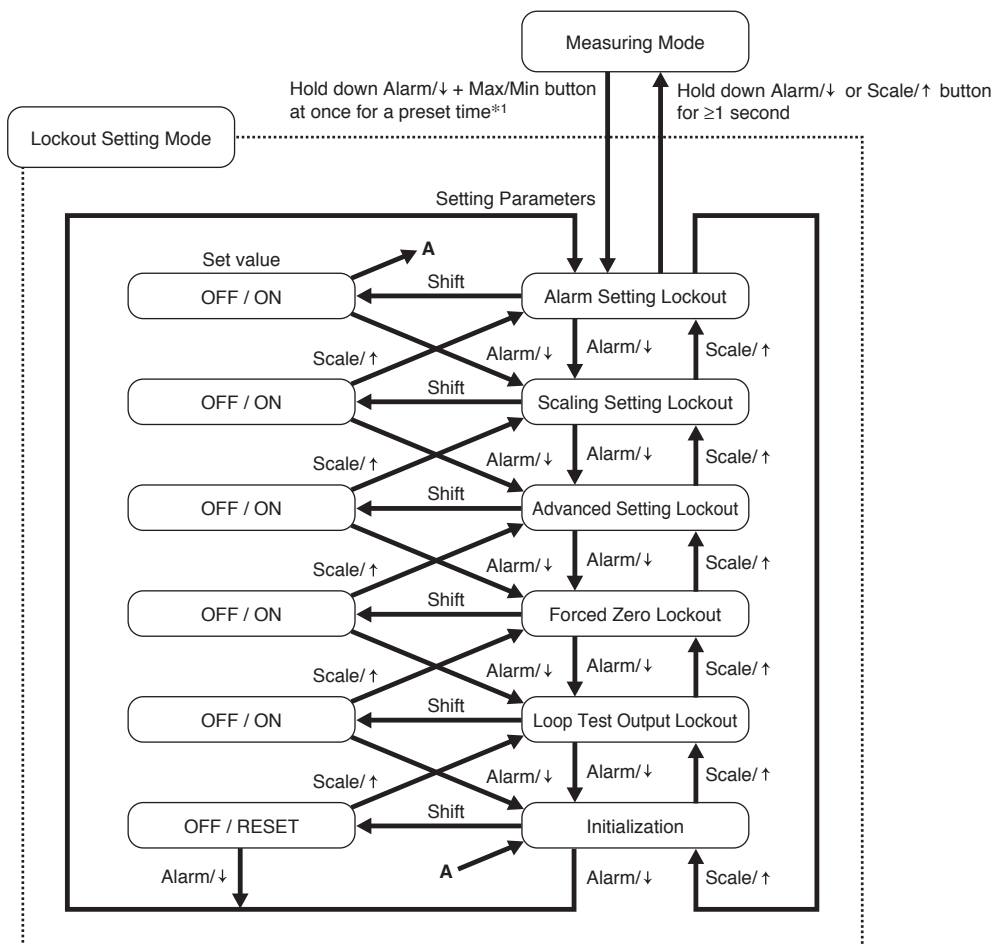 Measuring Mode
Hold down Alarm/↓ + Max/Min button
at once for a preset time*1
Hold down Alarm/↓ or Scale/↑ button
for ≥1 second
Lockout Setting Mode
Setting Parameters
A
Set value
OFF / ON
Shift
Alarm Setting Lockout
Scale/↑
Alarm/↓
Alarm/↓
Scale/↑
OFF / ON
Shift
Scaling Setting Lockout
Scale/↑
Alarm/↓
Alarm/↓
Scale/↑
OFF / ON
Shift
Advanced Setting Lockout
Scale/↑
Alarm/↓
Alarm/↓
Scale/↑
OFF / ON
Shift
Forced Zero Lockout
Scale/↑
Alarm/↓
Alarm/↓
Scale/↑
OFF / ON
Shift
Loop Test Output Lockout
Scale/↑
Alarm/↓
Alarm/↓
Scale/↑
OFF / RESET
Shift
Initialization
Alarm/↓
A
Alarm/↓
Scale/↑